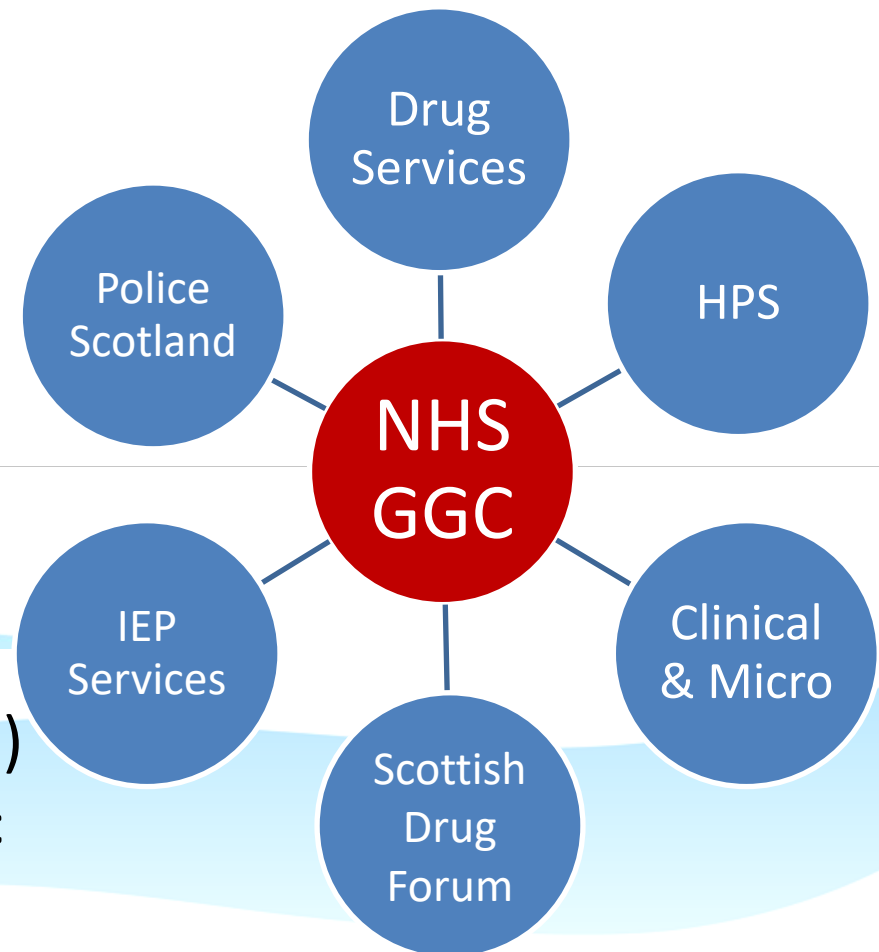 Drug
Services
Police
Scotland
HPS
NHS
GGC
IEP
Services
Clinical
& Micro
)
:
Scottish
Drug
Forum